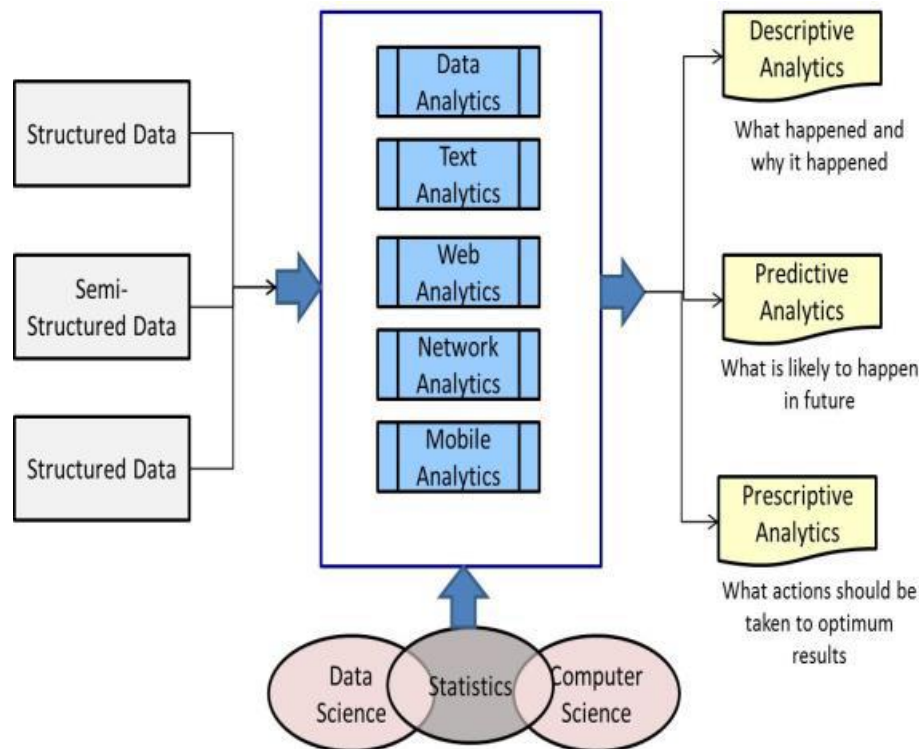 Structured Data
Semi-
Structured Data
Structured Data
Data
Analytics
Text
Analytics
Web
Analytics
Network
Analytics
Mobile
Analytics
Descriptive
Analytics
What happened and
why it happened
Predictive
Analytics
What is likely to happen
in future
Prescriptive
Analytics
What actions should be
taken to optimum
results
Data
Science
Statistics
Computer
Science